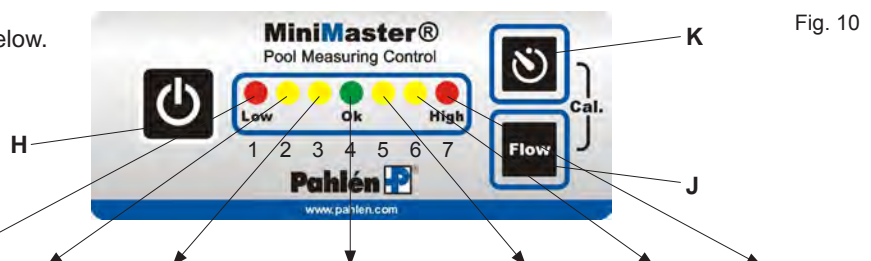 elow.
Fig. 10
MiniMaster®
Pool Measuring Control
K
H
Low Ok High
Cal.
1 2 3 4 5 6 7
Flow
Pahlén P®
J
www.pahlen.com